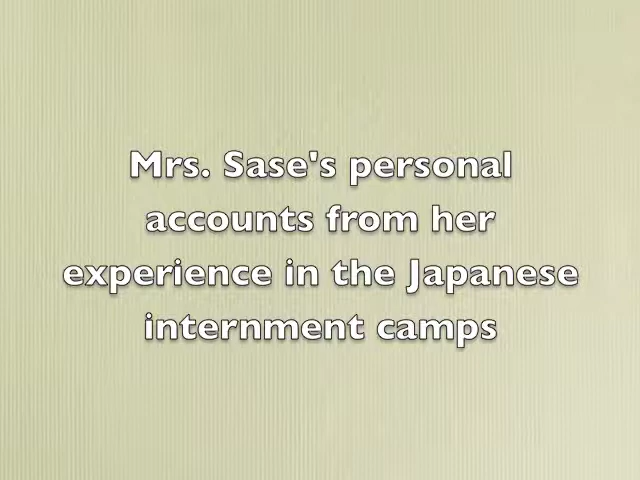 Mrs. Sase's personal
accounts from her
experience in the Japanese
internment camps